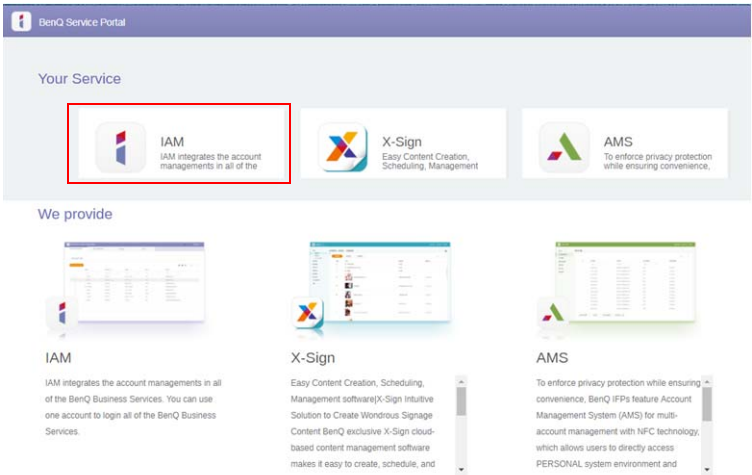 BenQ Service Portal
Your Service
IAM
IAM integrates the account
managements in all of the
X-Sign
Easy Content Creation,
Scheduling, Management
AMS
To enforce privacy protection
while ensuring convenience,
We provide
IAM
IAM integrates the account managements in all
of the BenQ Business Services. You can use
one account to login all of the BenQ Business
Services.
X-Sign
Easy Content Creation, Scheduling,
Management software|X-Sign Intuitive
Solution to Create Wondrous Signage
Content BenQ exclusive X-Sign cloud-
based content management software
makes it easy to create, schedule, and
AMS
To enforce privacy protection while ensuring
convenience, BenQ IFPs feature Account
Management System (AMS) for multi-
account management with NFC technology,
which allows users to directly access
PERSONAL system environment and